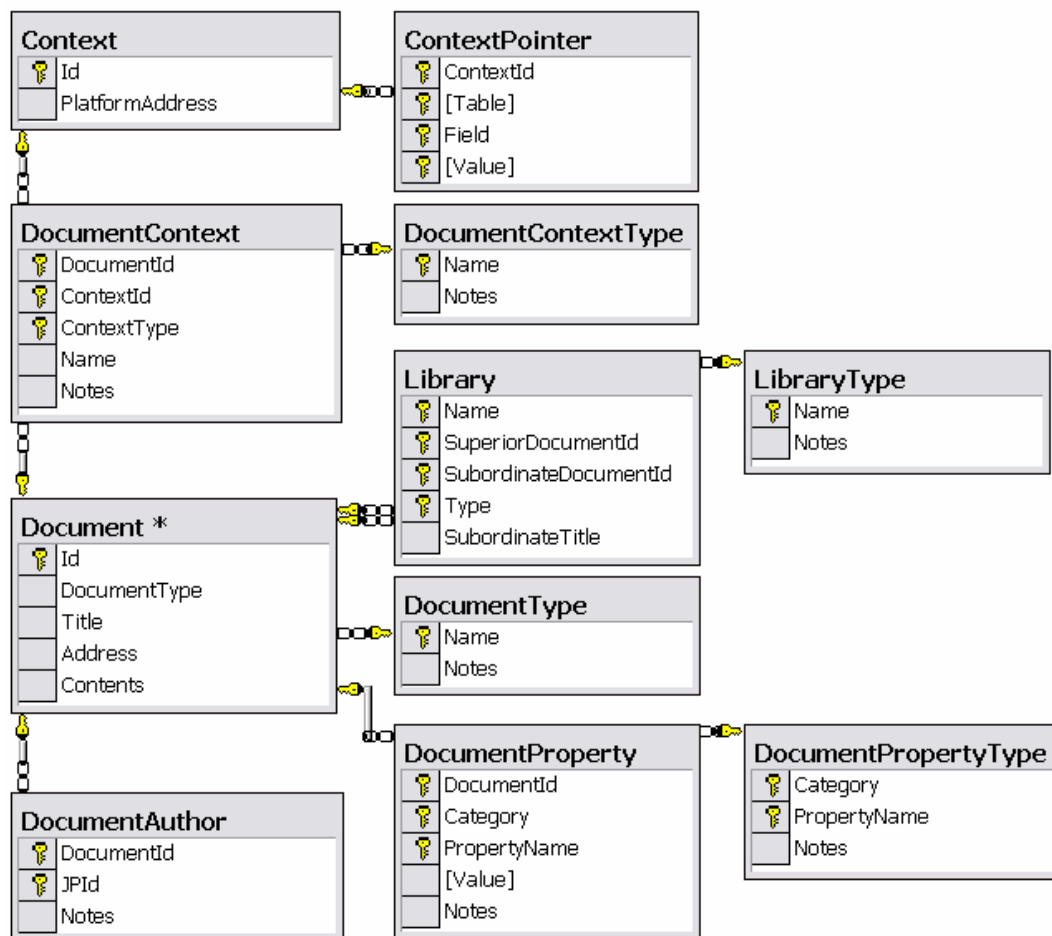 Context
Id
PlatformAddress
ContextPointer
ContextId
[Table]
Field
[Value]
DocumentContext
DocumentId
ContextId
ContextType
Name
Notes
DocumentContextType
Name
Notes
Library
Name
SuperiorDocumentId
SubordinateDocumentId
Type
SubordinateTitle
LibraryType
Name
Notes
Document *
Id
DocumentType
Title
Address
Contents
DocumentType
Name
Notes
DocumentProperty
DocumentId
Category
PropertyName
[Value]
Notes
DocumentPropertyType
Category
PropertyName
Notes
DocumentAuthor
DocumentId
JPId
Notes